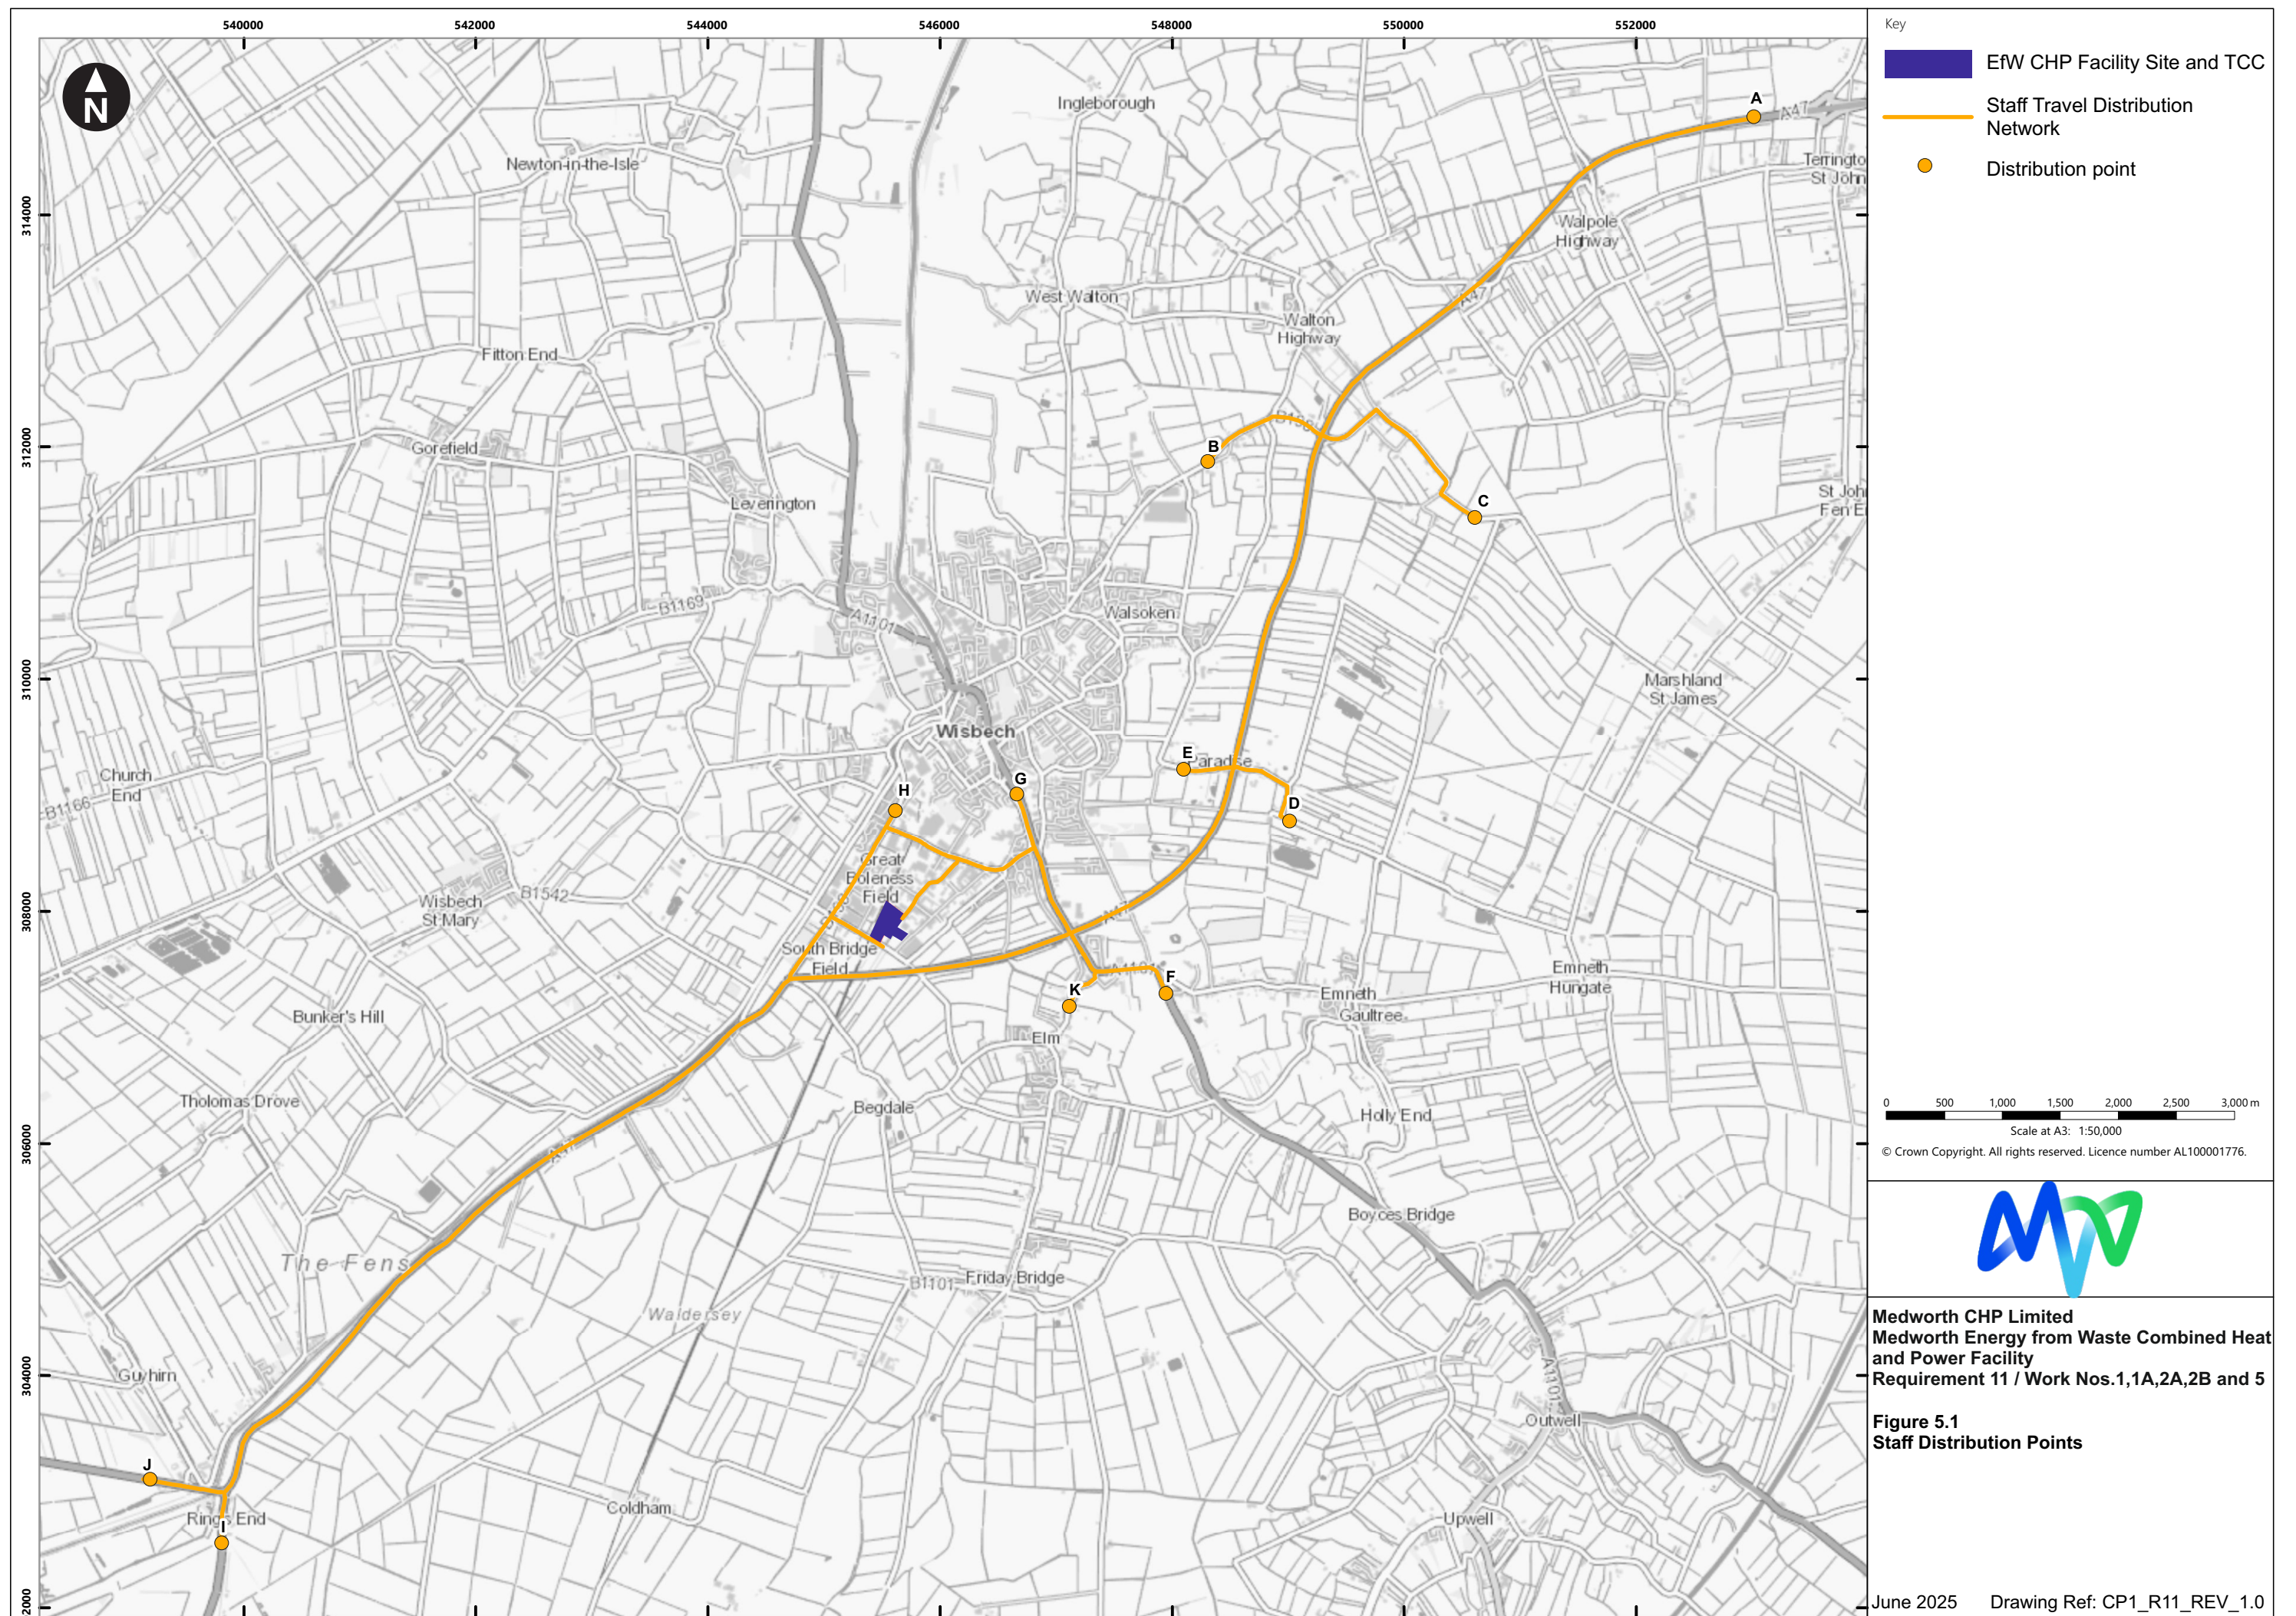 540000 542000 544000 546000 548000 550000 552000
314000
312000
310000
308000
306000
304000
2000
N
Ingleborough
A
A47
Newton-in-the-Isle
Terringto
St John
Walpole
Highway
West Walton
A47
Walton
Highway
Fitton End
B
Gorefield
C
St Joh
Fen E
Leverington
B1169
A1101
Walsoken
Marshland
St James
Wisbech
E
Paradise
Church
End
B1166
G
H
D
Great
Boleness
Field
B1542
Wisbech
St Mary
A47
South Bridge
Field
A1101
F
K
Emneth
Hungate
Emneth
Gaultree
Bunker's Hill
Elm
Tholomas Drove
Begdale
Holly End
Boyces Bridge
The Fens
B1101
Friday Bridge
Waldersey
Guyhirn
A1101
Outwell
J
Rings End
I
Coldham
Upwell
Key
EfW CHP Facility Site and TCC
Staff Travel Distribution
Network
Distribution point
0 500 1,000 1,500 2,000 2,500 3,000 m
Scale at A3: 1:50,000
© Crown Copyright. All rights reserved. Licence number AL100001776.
Medworth CHP Limited
Medworth Energy from Waste Combined Heat
and Power Facility
Requirement 11 / Work Nos.1,1A,2A,2B and 5
Figure 5.1
Staff Distribution Points
June 2025 Drawing Ref: CP1_R11_REV_1.0